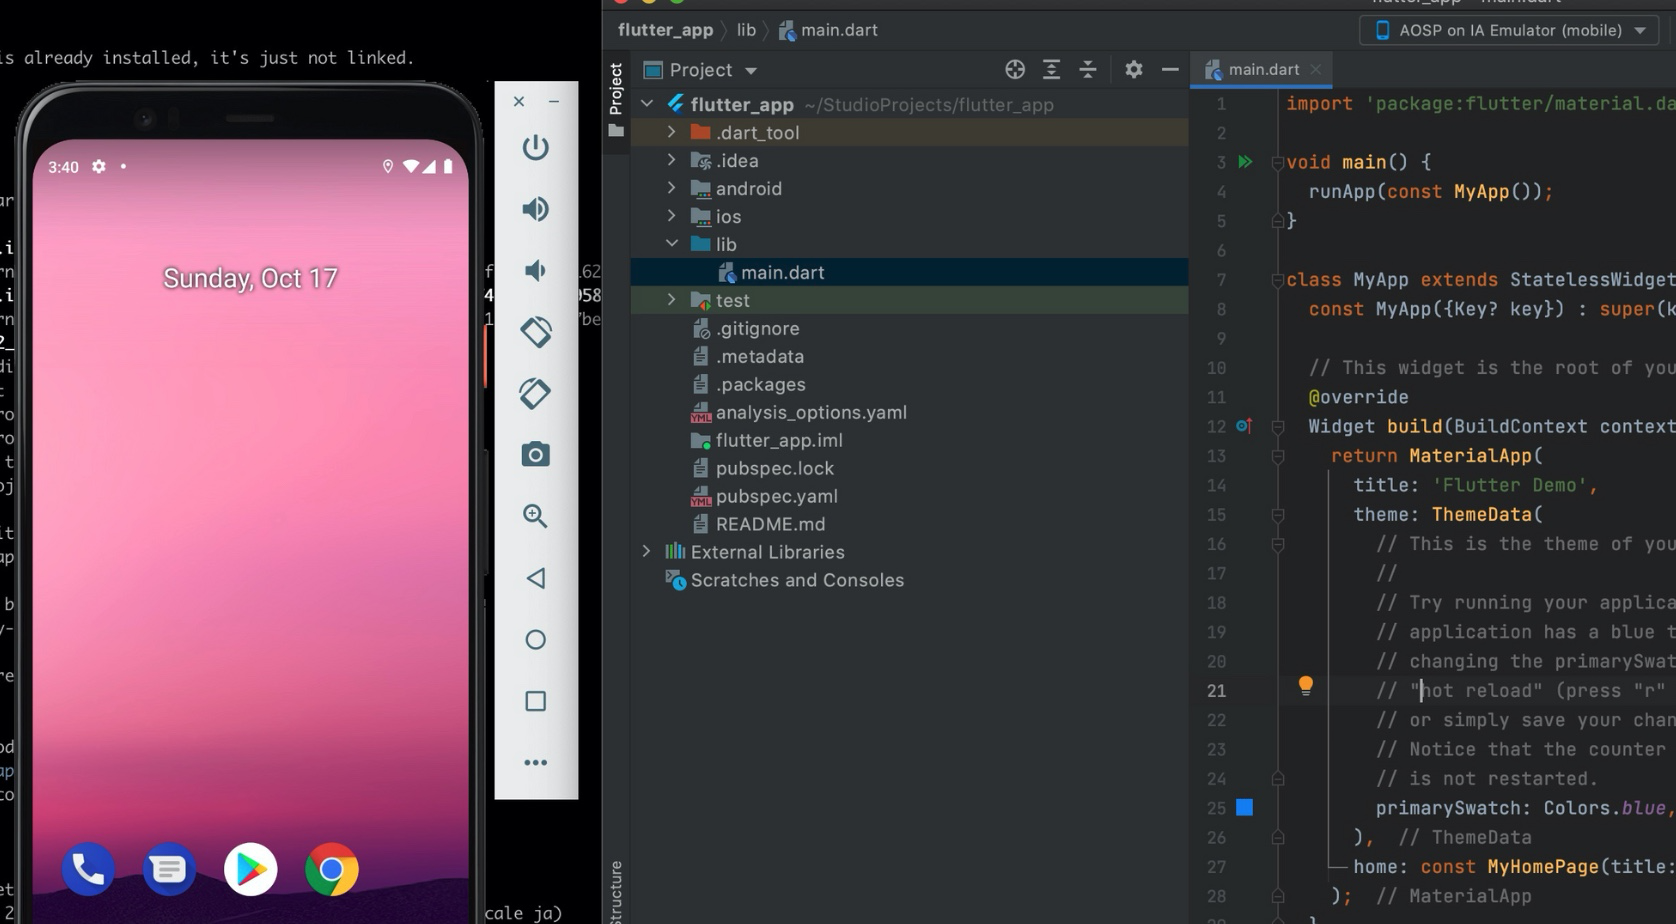 flutter_app
lib
main.dart
AOSP on IA Emulator (mobile)
is already installed, it's just not linked.
Project
Project
main.dart
flutter_app ~/StudioProjects/flutter_app
.dart_tool
.idea
android
ios
lib
main.dart
test
.gitignore
.metadata
.packages
analysis_options.yaml
flutter_app.iml
pubspec.lock
pubspec.yaml
README.md
External Libraries
Scratches and Consoles
Structure
3:40
Sunday, Oct 17
1 import 'package:flutter/material.da
2
3 void main() {
4 runApp(const MyApp());
5 }
6
7 class MyApp extends StatelessWidget
8 const MyApp({Key? key}) : super(k
9
10 // This widget is the root of you
11 @override
12 Widget build(BuildContext context
13 return MaterialApp(
14 title: 'Flutter Demo',
15 theme: ThemeData(
16 // This is the theme of you
17 //
18 // Try running your applica
19 // application has a blue t
20 // changing the primarySwat
21 // "hot reload" (press "r"
22 // or simply save your chan
23 // Notice that the counter
24 // is not restarted.
25 primarySwatch: Colors.blue,
26 ), // ThemeData
27 home: const MyHomePage(title:
28 ); // MaterialApp
cale ja)